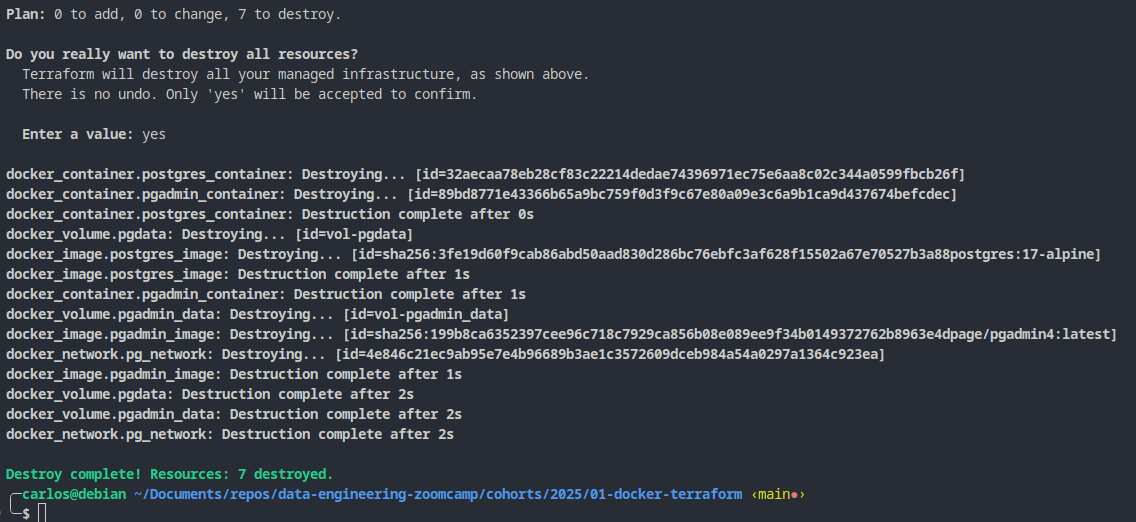 Plan: 0 to add, 0 to change, 7 to destroy.
Do you really want to destroy all resources?
Terraform will destroy all your managed infrastructure, as shown above.
There is no undo. Only 'yes' will be accepted to confirm.
Enter a value: yes
docker_container.postgres_container: Destroying... [id=32aecaa78eb28cf83c22214dedae74396971ec75e6aa8c02c344a0599fbcb26f]
docker_container.pgadmin_container: Destroying... [id=89bd8771e43366b65a9bc759f0d3f9c67e80a09e3c6a9b1ca9d437674befcdec]
docker_container.postgres_container: Destruction complete after 0s
docker_volume.pgdata: Destroying... [id=vol-pgdata]
docker_image.postgres_image: Destroying... [id=sha256:3fe19d60f9cab86abd50aad830d286bc76ebfc3af628f15502a67e70527b3a88postgres:17-alpine]
docker_image.postgres_image: Destruction complete after 1s
docker_container.pgadmin_container: Destruction complete after 1s
docker_volume.pgadmin_data: Destroying... [id=vol-pgadmin_data]
docker_image.pgadmin_image: Destroying... [id=sha256:199b8ca6352397cee96c718c7929ca856b08e089ee9f34b0149372762b8963e4dpage/pgadmin4:latest]
docker_network.pg_network: Destroying... [id=4e846c21ec9ab95e7e4b96689b3ae1c3572609dceb984a54a0297a1364c923ea]
docker_image.pgadmin_image: Destruction complete after 1s
docker_volume.pgdata: Destruction complete after 2s
docker_volume.pgadmin_data: Destruction complete after 2s
docker_network.pg_network: Destruction complete after 2s
Destroy complete! Resources: 7 destroyed.
╭─carlos@debian ~/Documents/repos/data-engineering-zoomcamp/cohorts/2025/01-docker-terraform ‹main●›
╰─$